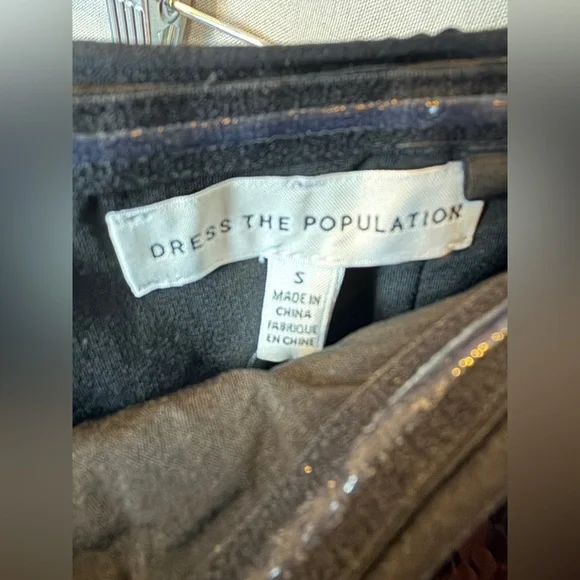 DRESS THE POPULATION
S
MADE IN
CHINA
FABRIQUE
EN CHINE